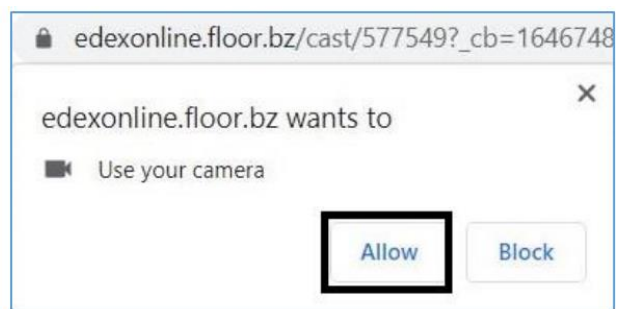 edexonline.floor.bz/cast/577549?_cb=1646748
edexonline.floor.bz wants to
Use your camera
Allow Block